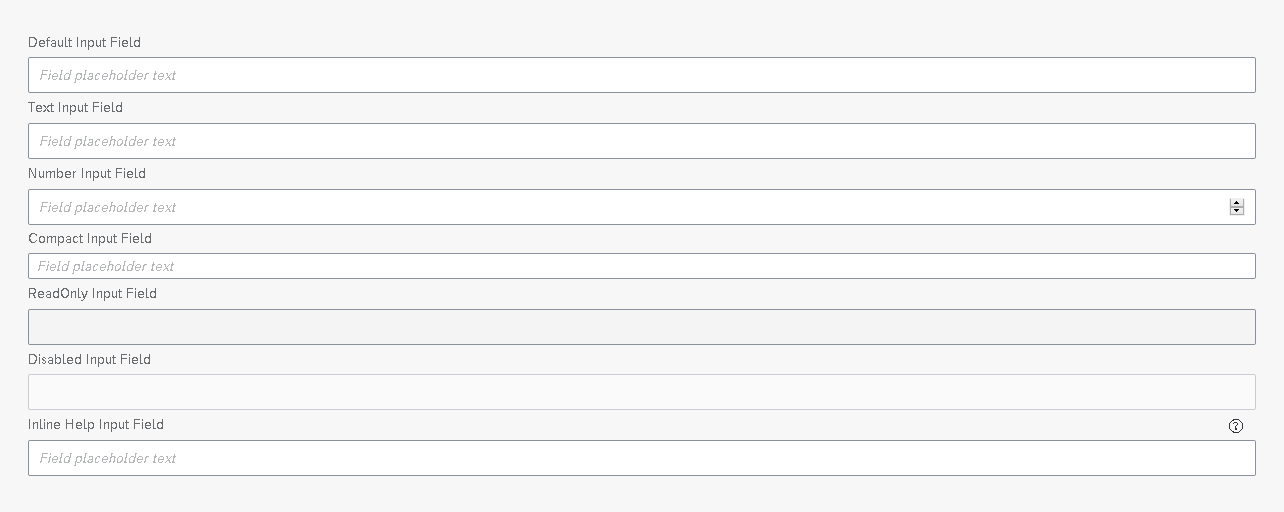 Default Input Field
Field placeholder text
Text Input Field
Field placeholder text
Number Input Field
Field placeholder text
Compact Input Field
Field placeholder text
ReadOnly Input Field
Disabled Input Field
Inline Help Input Field
?
Field placeholder text